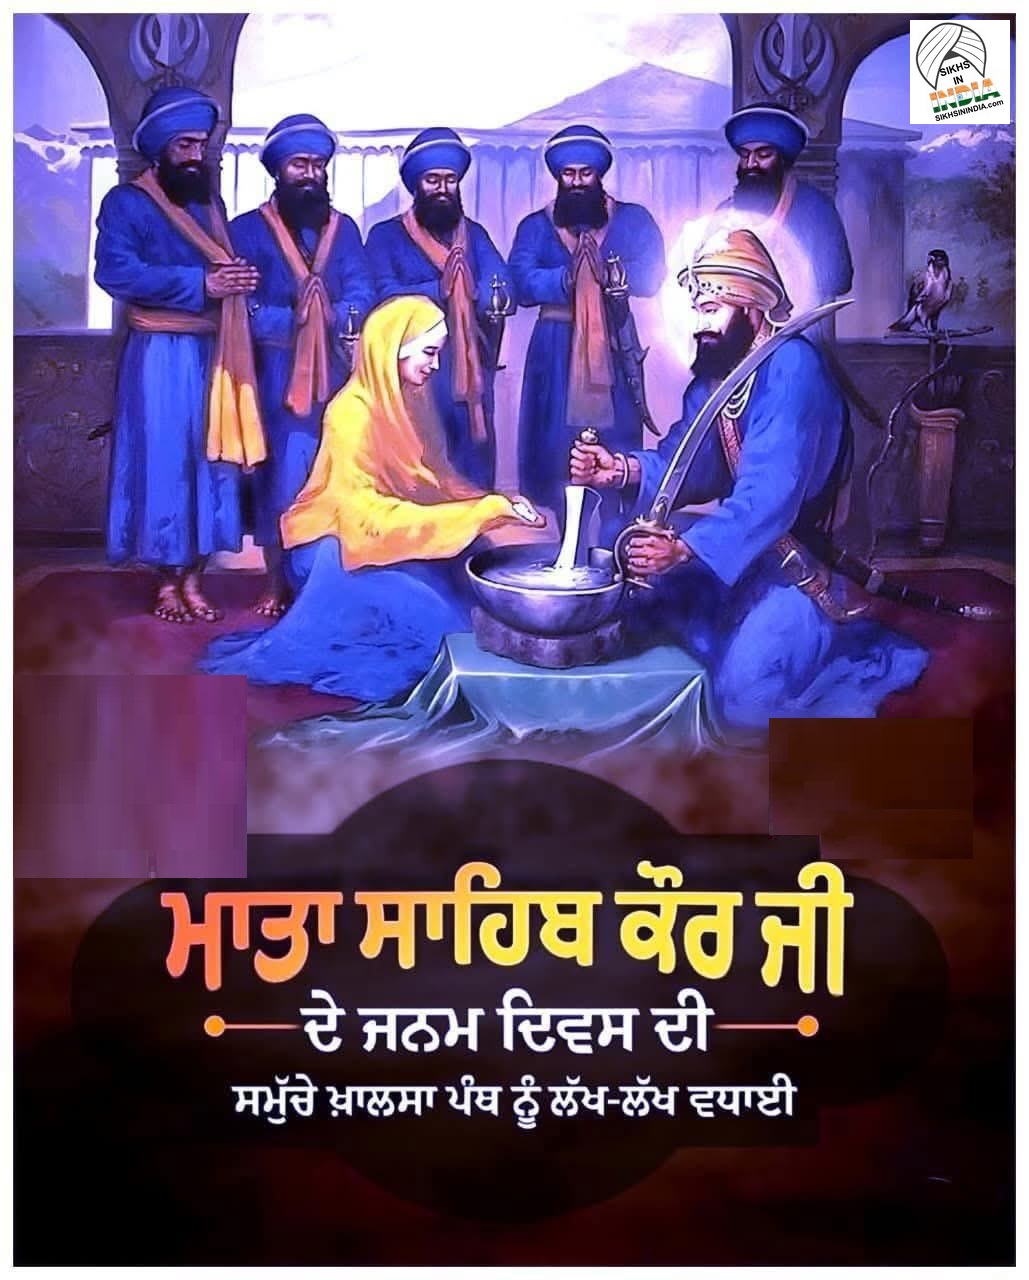 SIKHS
IN
INDIA
SIKHSININDIA.com
ਮਾਤਾ ਸਾਹਿਬ ਕੌਰ ਜੀ
ਦੇ ਜਨਮ ਦਿਵਸ ਦੀ
ਸਮੁੱਚੇ ਖ਼ਾਲਸਾ ਪੰਥ ਨੂੰ ਲੱਖ-ਲੱਖ ਵਧਾਈ